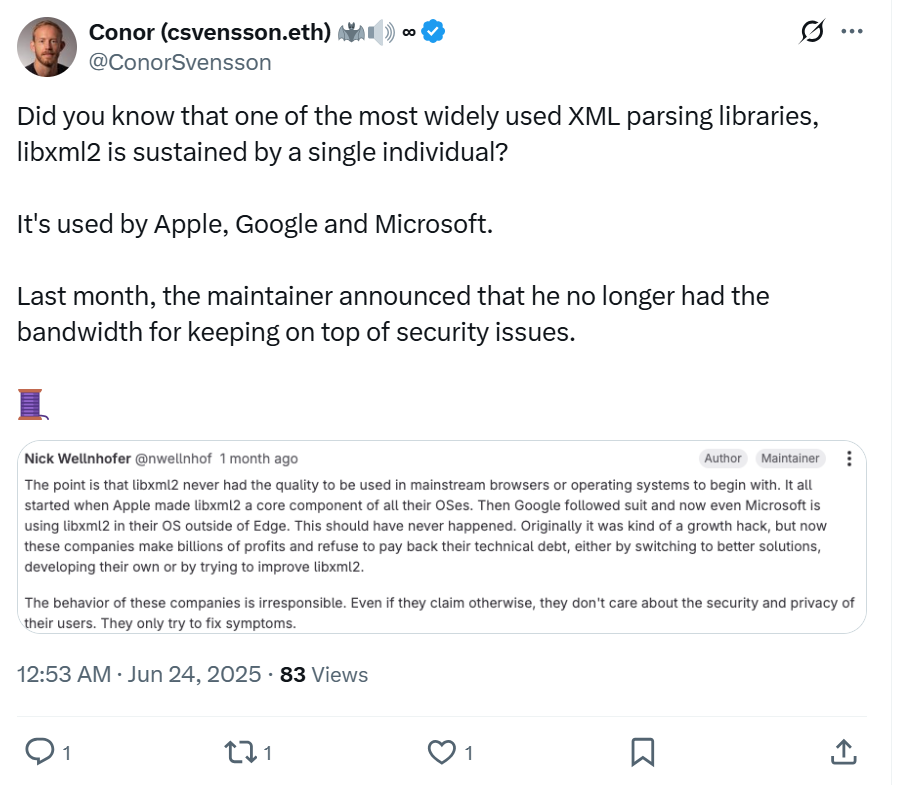 Conor (csvensson.eth) 🦇🔊 ∞
@ConorSvensson
Did you know that one of the most widely used XML parsing libraries,
libxml2 is sustained by a single individual?
It's used by Apple, Google and Microsoft.
Last month, the maintainer announced that he no longer had the
bandwidth for keeping on top of security issues.
🧵
Nick Wellnhofer @nwellnhof 1 month ago Author Maintainer
The point is that libxml2 never had the quality to be used in mainstream browsers or operating systems to begin with. It all
started when Apple made libxml2 a core component of all their OSes. Then Google followed suit and now even Microsoft is
using libxml2 in their OS outside of Edge. This should have never happened. Originally it was kind of a growth hack, but now
these companies make billions of profits and refuse to pay back their technical debt, either by switching to better solutions,
developing their own or by trying to improve libxml2.
The behavior of these companies is irresponsible. Even if they claim otherwise, they don't care about the security and privacy of
their users. They only try to fix symptoms.
12:53 AM · Jun 24, 2025 · 83 Views
1 1 1